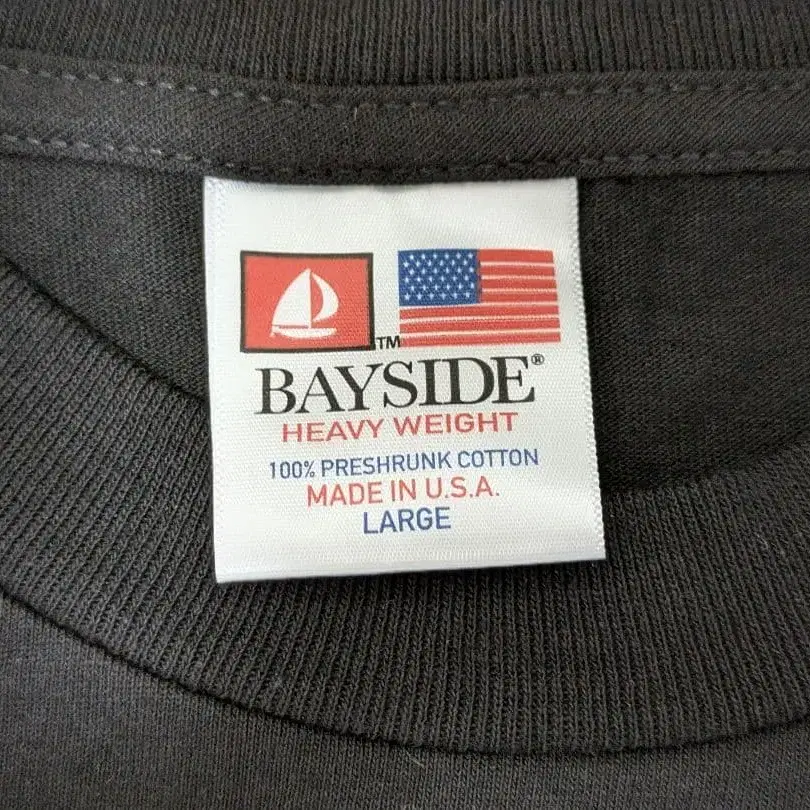 TM
BAYSIDE®
HEAVY WEIGHT
100% PRESHRUNK COTTON
MADE IN U.S.A.
LARGE